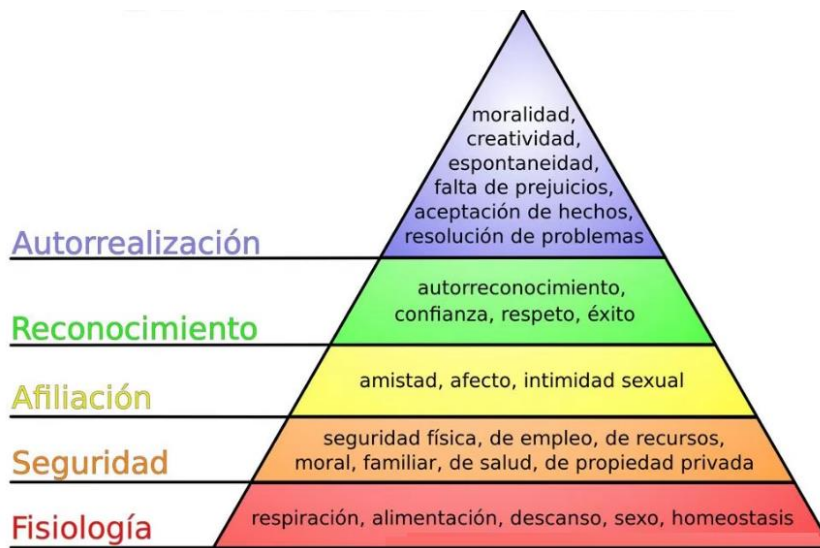 moralidad,
creatividad,
espontaneidad,
falta de prejuicios,
aceptación de hechos,
resolución de problemas
Autorrealización
autorreconocimiento,
confianza, respeto, éxito
Reconocimiento
amistad, afecto, intimidad sexual
Afiliación
seguridad física, de empleo, de recursos,
moral, familiar, de salud, de propiedad privada
Seguridad
respiración, alimentación, descanso, sexo, homeostasis
Fisiología